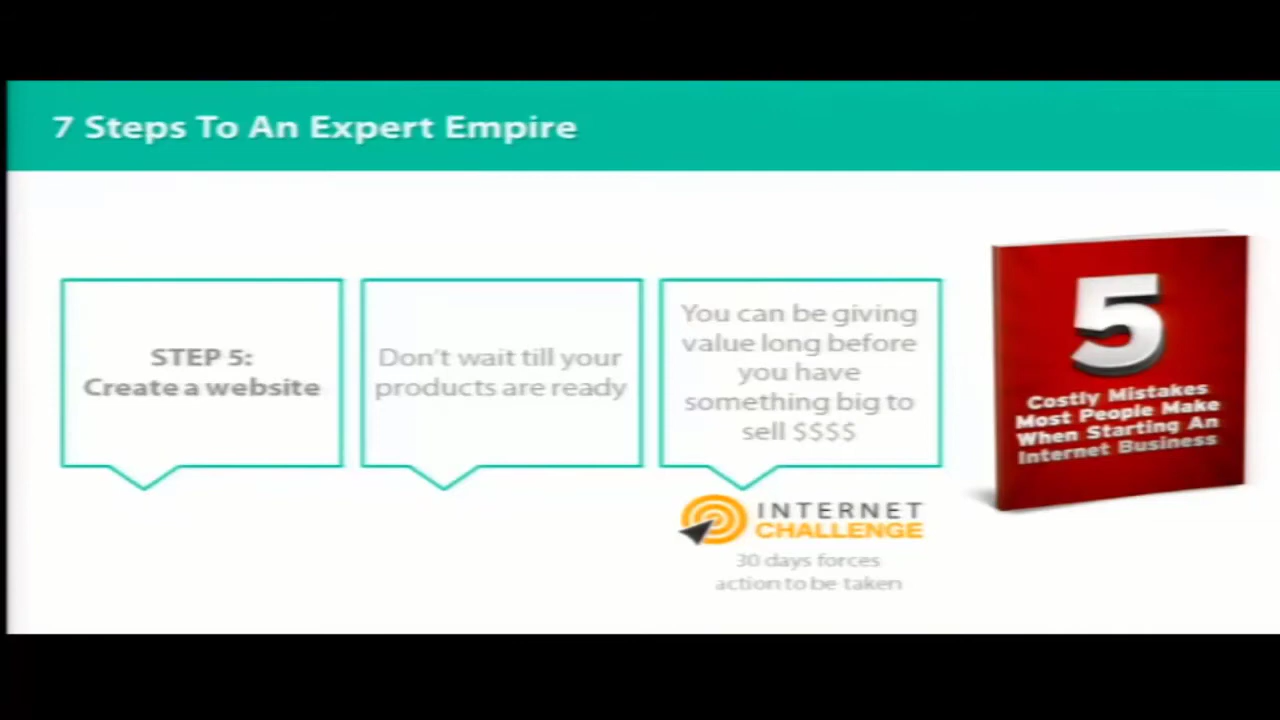 7 Steps To An Expert Empire
STEP 5:
Create a website
Don't wait till your
products are ready
You can be giving
value long before
you have
something big to
sell $$$$
INTERNET
CHALLENGE
30 days forces
action to be taken
5
Costly Mistakes
Most People Make
When Starting An
Internet Business